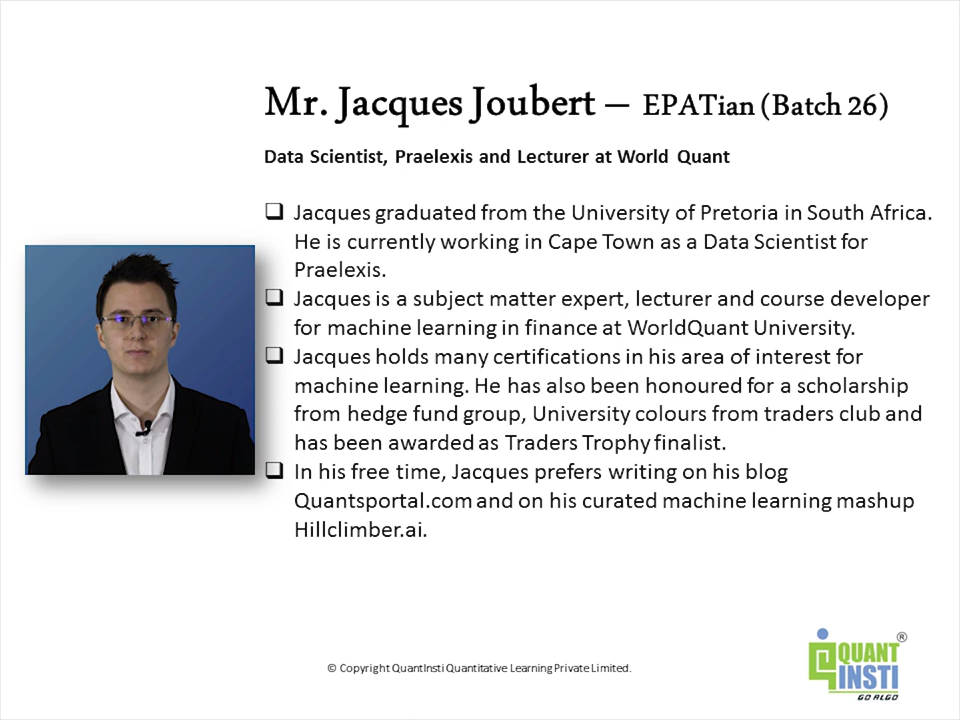 Mr. Jacques Joubert – EPATian (Batch 26)
Data Scientist, Praelexis and Lecturer at World Quant
❑ Jacques graduated from the University of Pretoria in South Africa.
He is currently working in Cape Town as a Data Scientist for
Praelexis.
❑ Jacques is a subject matter expert, lecturer and course developer
for machine learning in finance at WorldQuant University.
❑ Jacques holds many certifications in his area of interest for
machine learning. He has also been honoured for a scholarship
from hedge fund group, University colours from traders club and
has been awarded as Traders Trophy finalist.
❑ In his free time, Jacques prefers writing on his blog
Quantsportal.com and on his curated machine learning mashup
Hillclimber.ai.
© Copyright QuantInsti Quantitative Learning Private Limited.
QUANT®
INSTI
GO ALGO